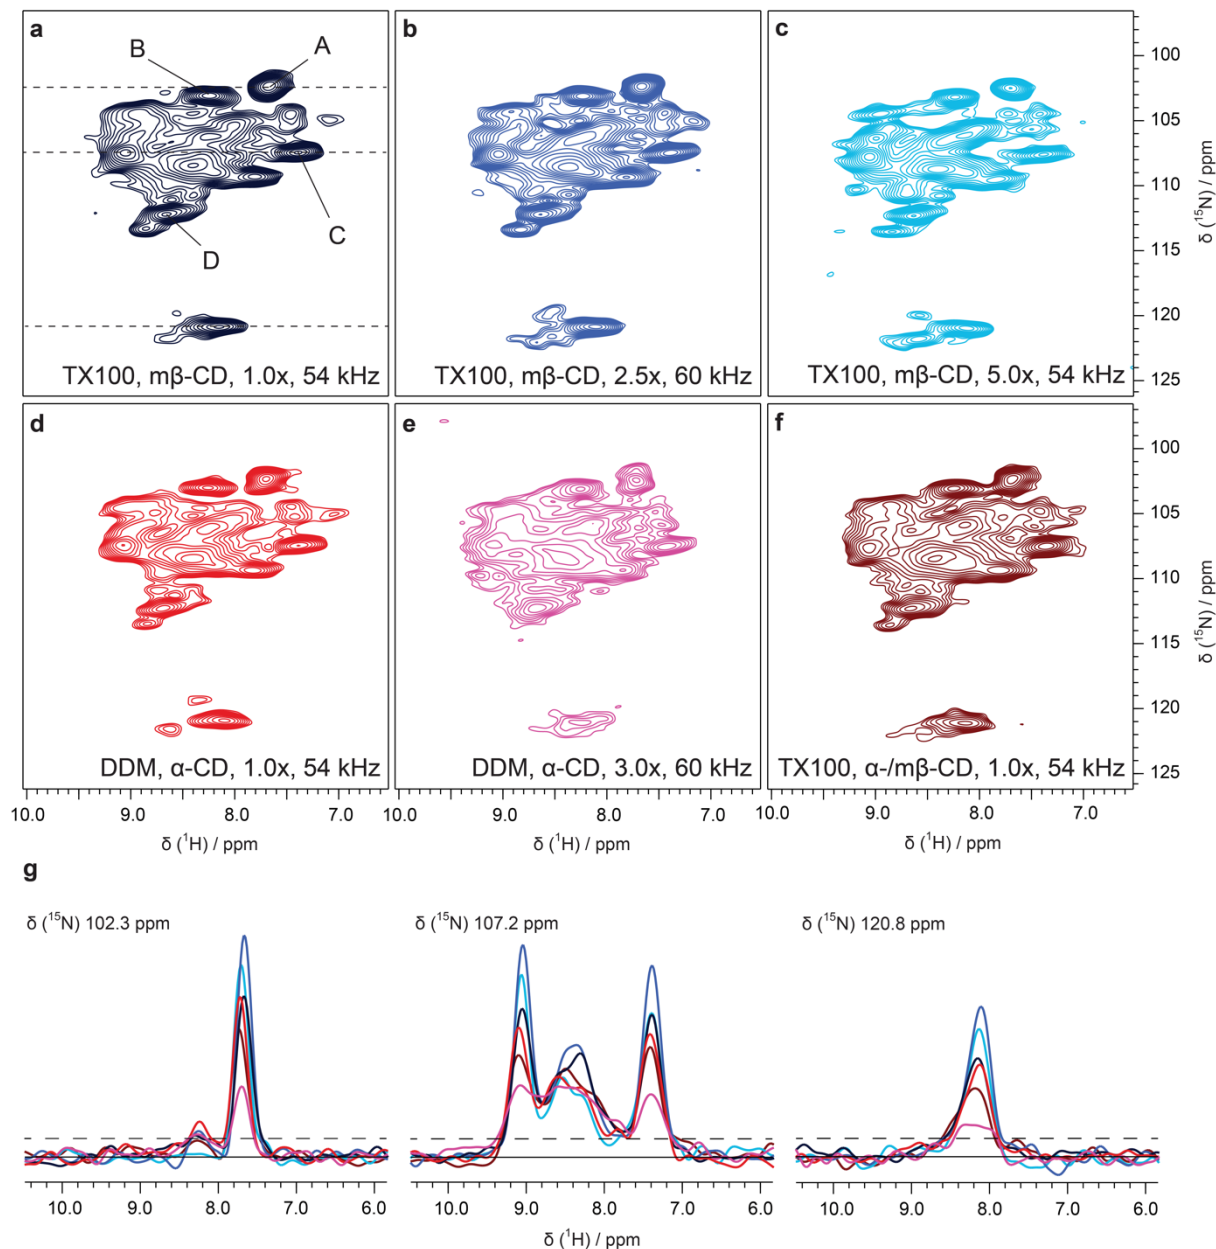 a
b
c
B
A
C
D
100
105
110
115
120
125
δ (¹⁵N) / ppm
TX100, mβ-CD, 1.0x, 54 kHz
TX100, mβ-CD, 2.5x, 60 kHz
TX100, mβ-CD, 5.0x, 54 kHz
d
e
f
100
105
110
115
120
125
δ (¹⁵N) / ppm
DDM, α-CD, 1.0x, 54 kHz
DDM, α-CD, 3.0x, 60 kHz
TX100, α-/mβ-CD, 1.0x, 54 kHz
10.0 9.0 8.0 7.0
10.0 9.0 8.0 7.0
10.0 9.0 8.0 7.0
δ (¹H) / ppm
δ (¹H) / ppm
δ (¹H) / ppm
g
δ (¹⁵N) 102.3 ppm
δ (¹⁵N) 107.2 ppm
δ (¹⁵N) 120.8 ppm
10.0 9.0 8.0 7.0 6.0
10.0 9.0 8.0 7.0 6.0
10.0 9.0 8.0 7.0 6.0
δ (¹H) / ppm